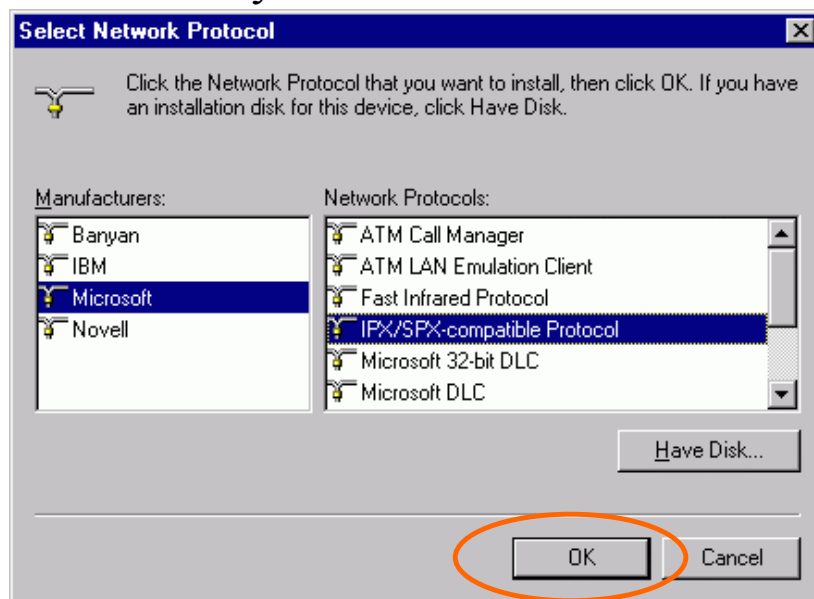 Select Network Protocol
Click the Network Protocol that you want to install, then click OK. If you have
an installation disk for this device, click Have Disk.
Manufacturers:
Banyan
IBM
Microsoft
Novell
Network Protocols:
ATM Call Manager
ATM LAN Emulation Client
Fast Infrared Protocol
IPX/SPX-compatible Protocol
Microsoft 32-bit DLC
Microsoft DLC
Have Disk...
OK
Cancel